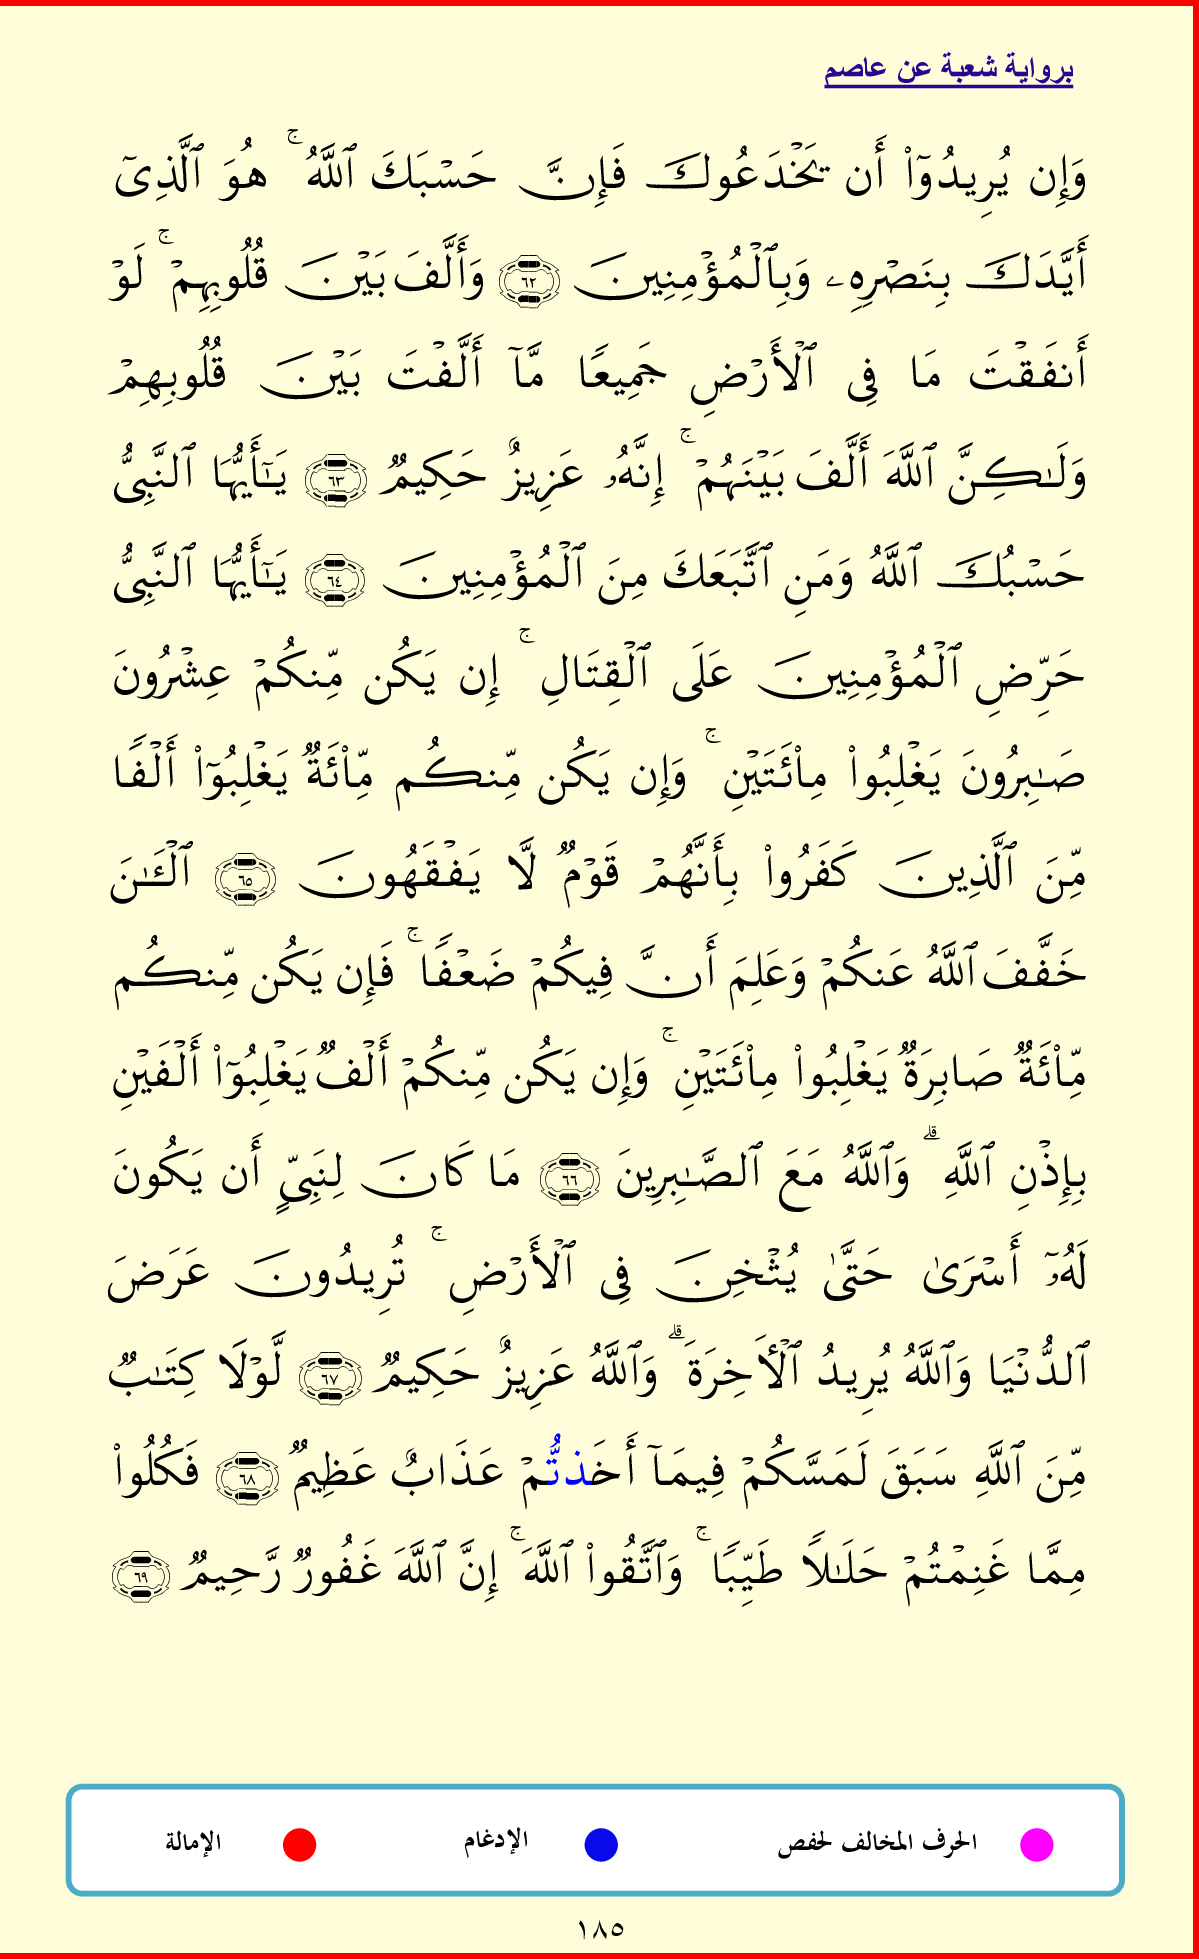 برواية شعبة عن عاصم
وَإِن يُرِيدُوٓاْ أَن يَخْدَعُوكَ فَإِنَّ حَسْبَكَ ٱللَّهُ ۚ هُوَ ٱلَّذِىٓ
أَيَّدَكَ بِنَصْرِهِۦ وَبِٱلْمُؤْمِنِينَ ٦٢ وَأَلَّفَ بَيْنَ قُلُوبِهِمْ ۚ لَوْ
أَنفَقْتَ مَا فِى ٱلْأَرْضِ جَمِيعًا مَّآ أَلَّفْتَ بَيْنَ قُلُوبِهِمْ
وَلَـٰكِنَّ ٱللَّهَ أَلَّفَ بَيْنَهُمْ ۚ إِنَّهُۥ عَزِيزٌ حَكِيمٌ ٦٣ يَـٰٓأَيُّهَا ٱلنَّبِىُّ
حَسْبُكَ ٱللَّهُ وَمَنِ ٱتَّبَعَكَ مِنَ ٱلْمُؤْمِنِينَ ٦٤ يَـٰٓأَيُّهَا ٱلنَّبِىُّ
حَرِّضِ ٱلْمُؤْمِنِينَ عَلَى ٱلْقِتَالِ ۚ إِن يَكُن مِّنكُمْ عِشْرُونَ
صَـٰبِرُونَ يَغْلِبُواْ مِاْئَتَيْنِ ۚ وَإِن يَكُن مِّنكُم مِّاْئَةٌ يَغْلِبُوٓاْ أَلْفًا
مِّنَ ٱلَّذِينَ كَفَرُواْ بِأَنَّهُمْ قَوْمٌ لَّا يَفْقَهُونَ ٦٥ ٱلْـَٔـٰنَ
خَفَّفَ ٱللَّهُ عَنكُمْ وَعَلِمَ أَنَّ فِيكُمْ ضَعْفًا ۚ فَإِن يَكُن مِّنكُم
مِّاْئَةٌ صَابِرَةٌ يَغْلِبُواْ مِاْئَتَيْنِ ۚ وَإِن يَكُن مِّنكُمْ أَلْفٌ يَغْلِبُوٓاْ أَلْفَيْنِ
بِإِذْنِ ٱللَّهِ ۗ وَٱللَّهُ مَعَ ٱلصَّـٰبِرِينَ ٦٦ مَا كَانَ لِنَبِىٍّ أَن يَكُونَ
لَهُۥٓ أَسْرَىٰ حَتَّىٰ يُثْخِنَ فِى ٱلْأَرْضِ ۚ تُرِيدُونَ عَرَضَ
ٱلدُّنْيَا وَٱللَّهُ يُرِيدُ ٱلْأَخِرَةَ ۗ وَٱللَّهُ عَزِيزٌ حَكِيمٌ ٦٧ لَّوْلَا كِتَـٰبٌ
مِّنَ ٱللَّهِ سَبَقَ لَمَسَّكُمْ فِيمَآ أَخَذتُّمْ عَذَابٌ عَظِيمٌ ٦٨ فَكُلُواْ
مِمَّا غَنِمْتُمْ حَلَـٰلًا طَيِّبًا ۚ وَٱتَّقُواْ ٱللَّهَ ۚ إِنَّ ٱللَّهَ غَفُورٌ رَّحِيمٌ ٦٩
الحرف المخالف لحفص الإدغام الإمالة
١٨٥